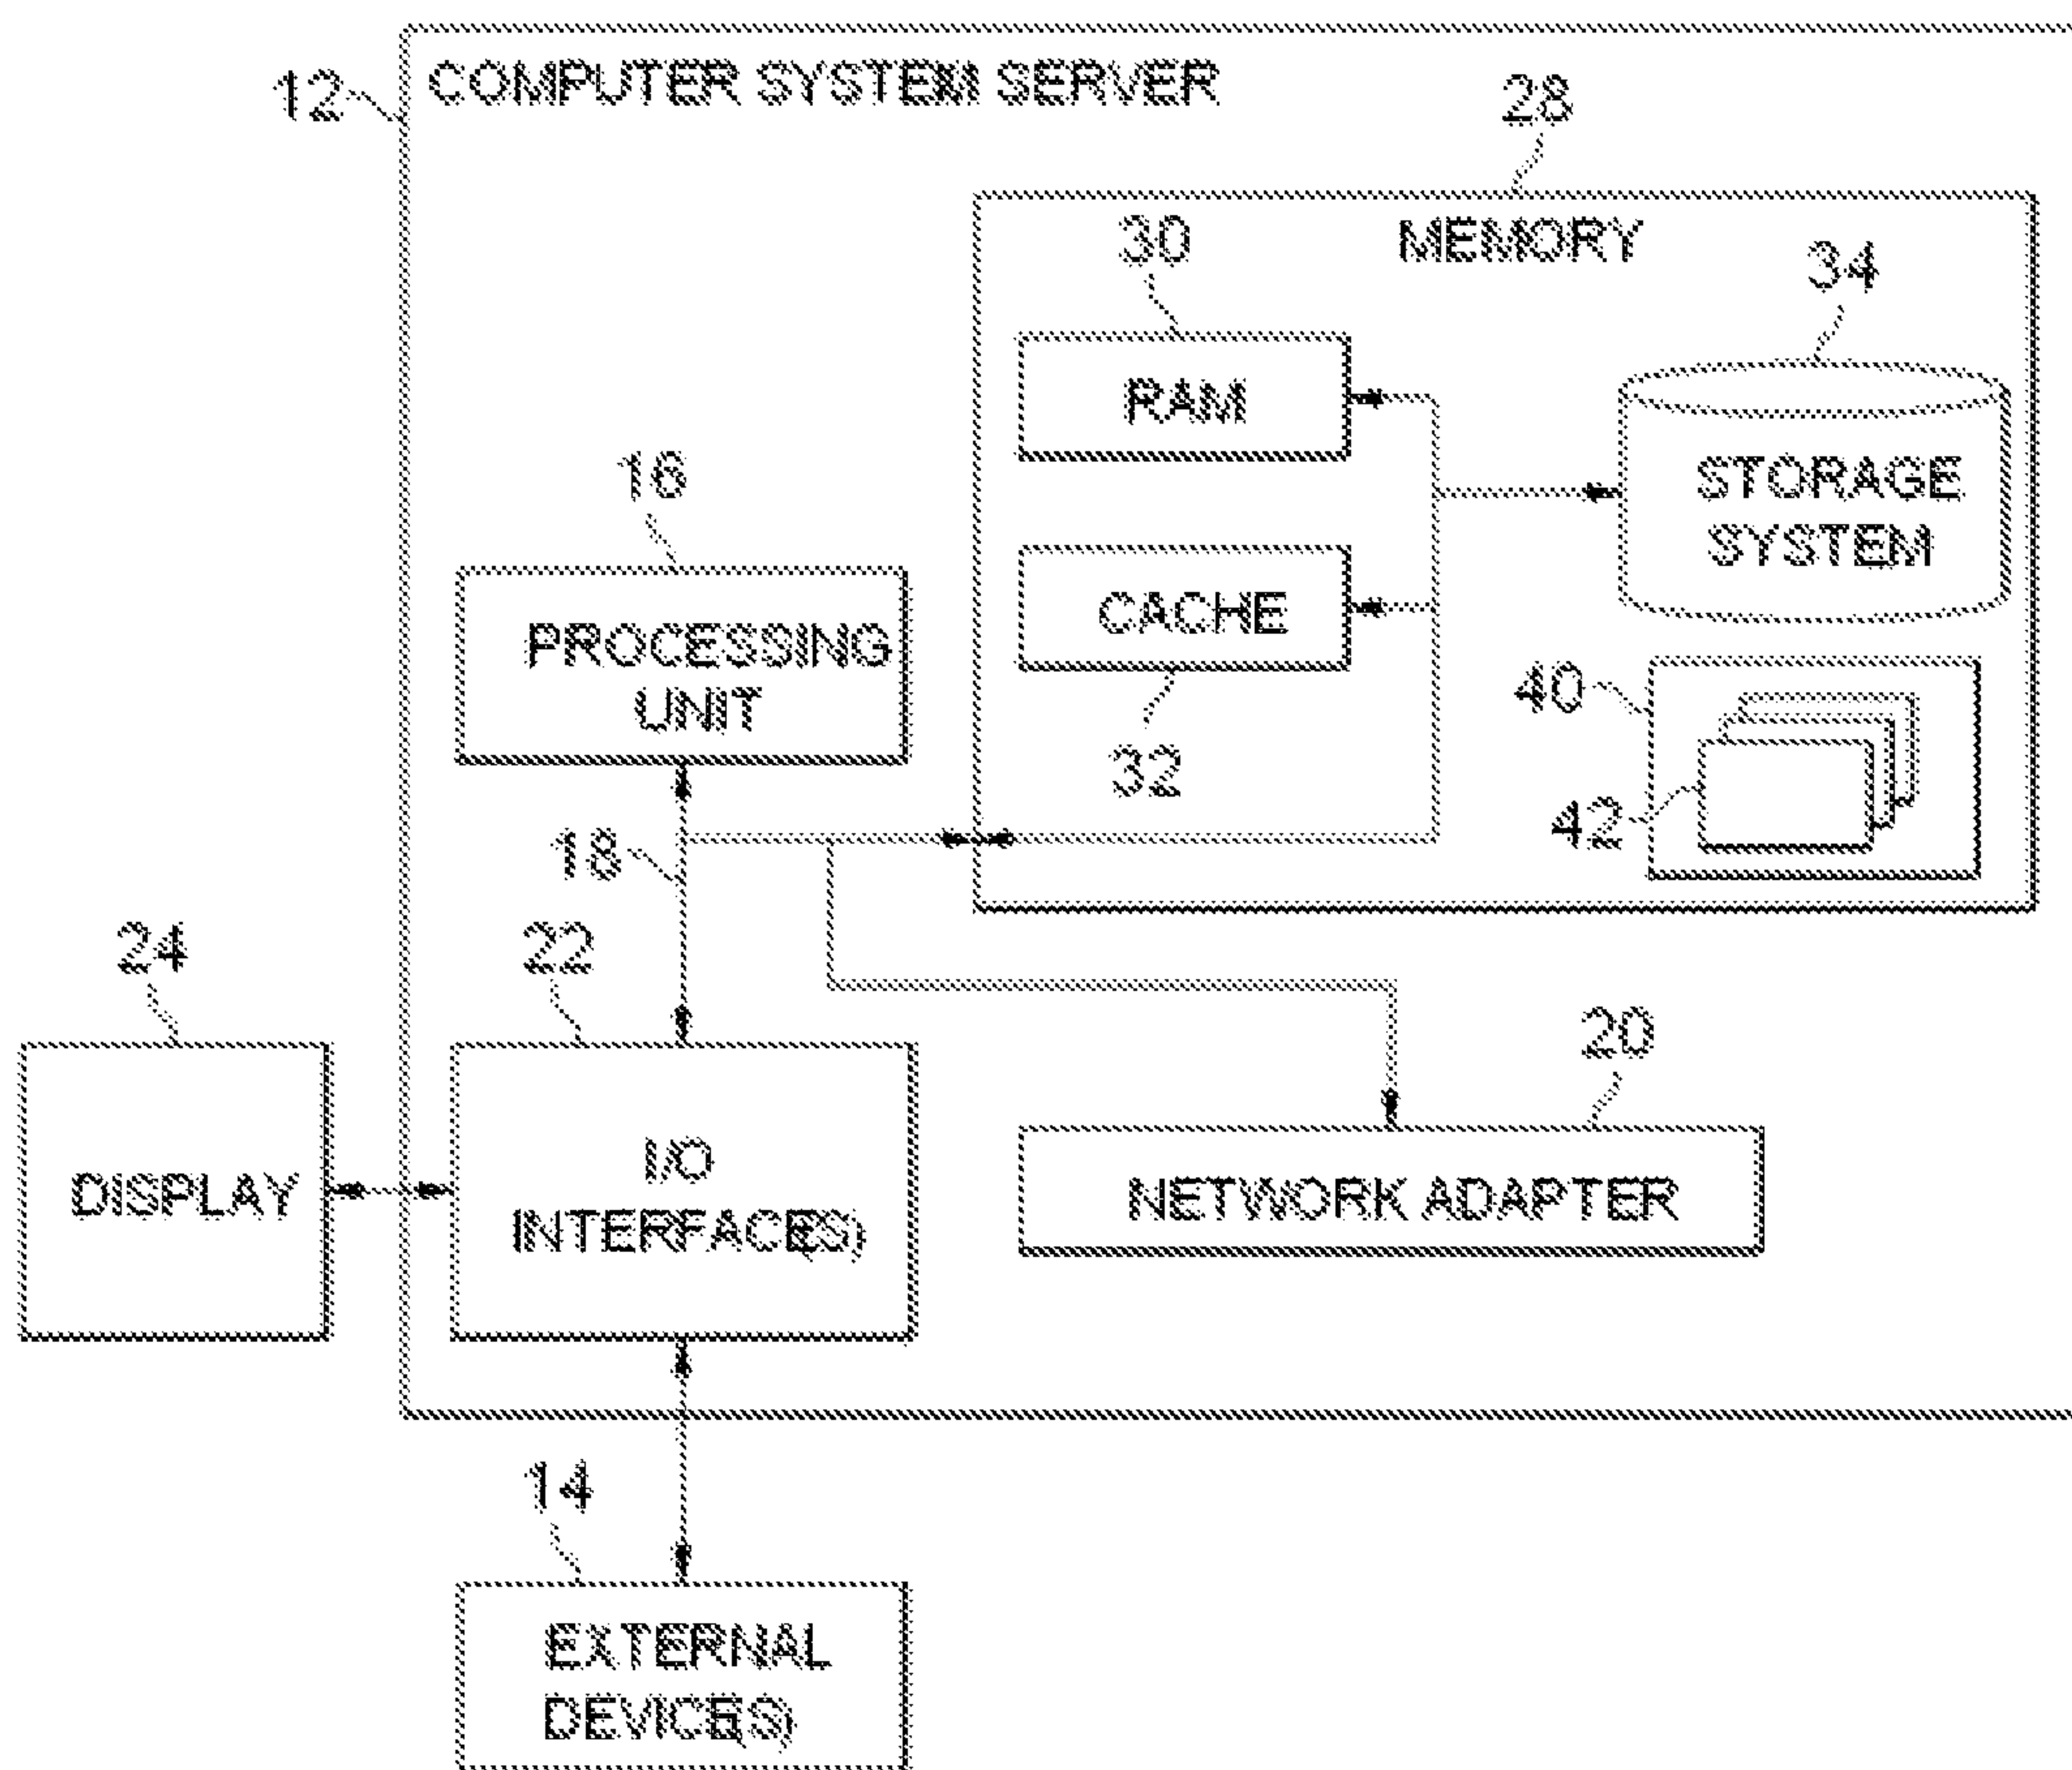 12
COMPUTER SYSTEM SERVER
28
MEMORY
30
34
RAM
STORAGE
SYSTEM
16
PROCESSING
UNIT
CACHE
32
40
42
18
24
22
20
DISPLAY
I/O
INTERFACE(S)
NETWORK ADAPTER
14
EXTERNAL
DEVICE(S)